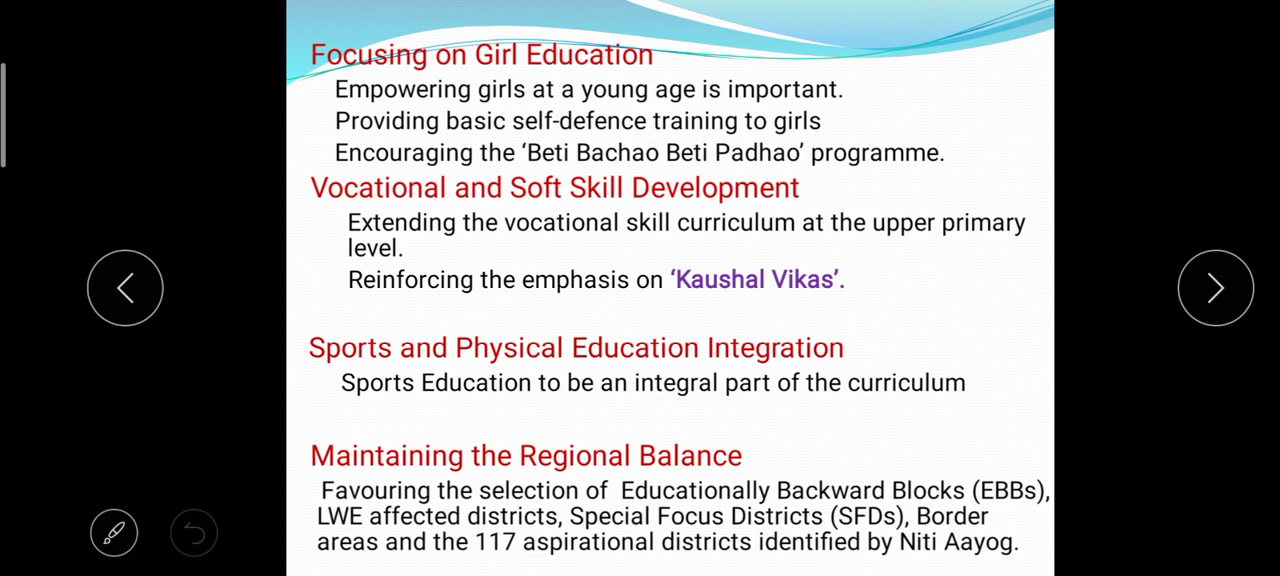 Focusing on Girl Education
Empowering girls at a young age is important.
Providing basic self-defence training to girls
Encouraging the ‘Beti Bachao Beti Padhao’ programme.
Vocational and Soft Skill Development
Extending the vocational skill curriculum at the upper primary
level.
Reinforcing the emphasis on ‘Kaushal Vikas’.
Sports and Physical Education Integration
Sports Education to be an integral part of the curriculum
Maintaining the Regional Balance
Favouring the selection of Educationally Backward Blocks (EBBs),
LWE affected districts, Special Focus Districts (SFDs), Border
areas and the 117 aspirational districts identified by Niti Aayog.